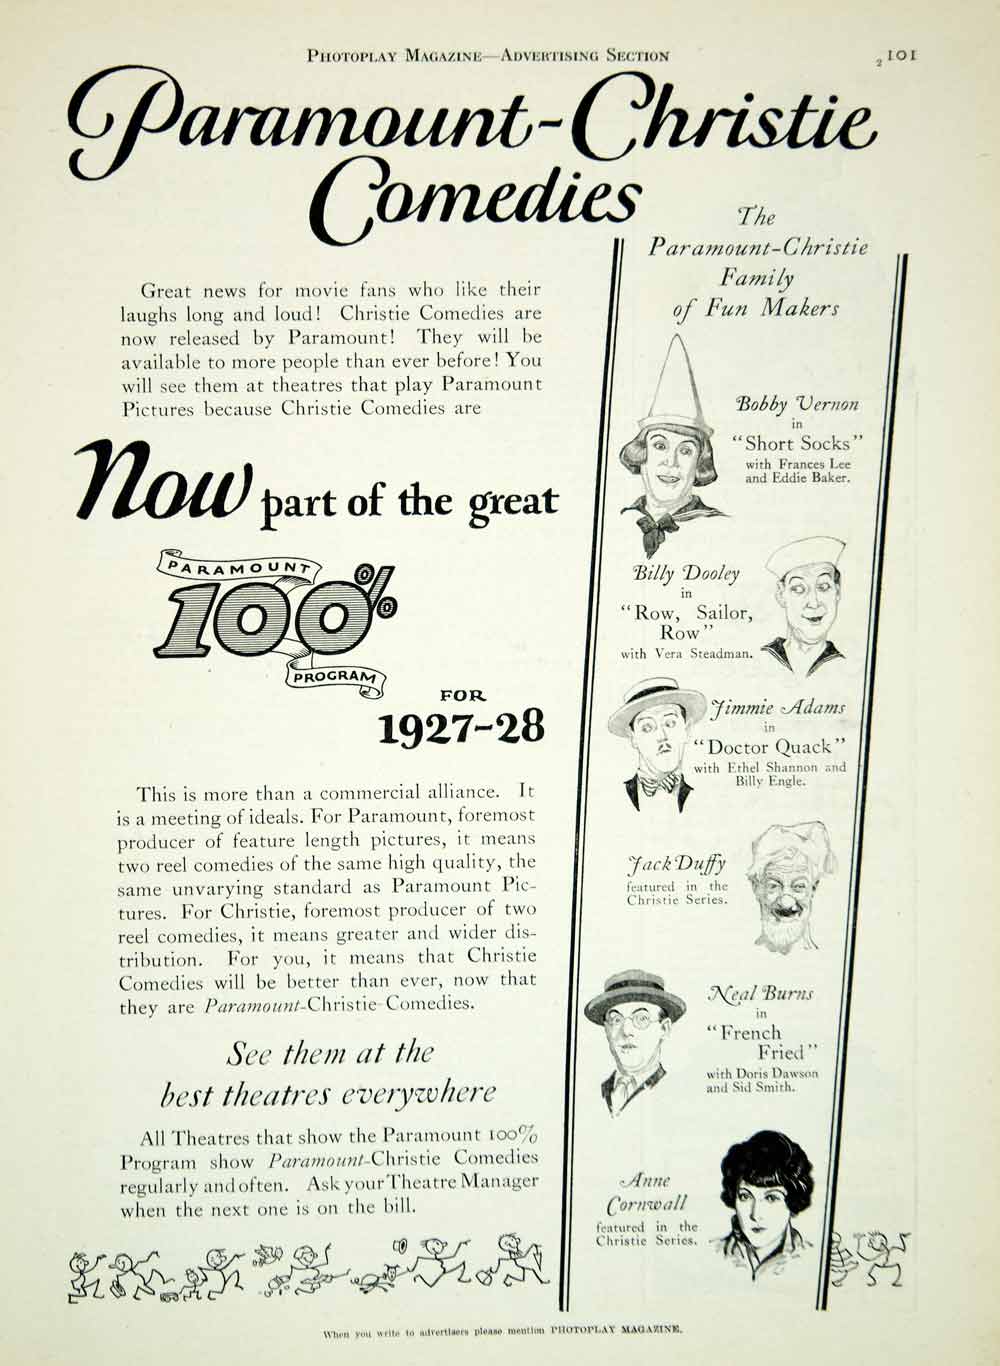 PHOTOPLAY MAGAZINE—ADVERTISING SECTION
2 101
Paramount-Christie
Comedies
Great news for movie fans who like their
laughs long and loud! Christie Comedies are
now released by Paramount! They will be
available to more people than ever before! You
will see them at theatres that play Paramount
Pictures because Christie Comedies are
Now part of the great
PARAMOUNT
100%
PROGRAM
FOR
1927-28
This is more than a commercial alliance. It
is a meeting of ideals. For Paramount, foremost
producer of feature length pictures, it means
two reel comedies of the same high quality, the
same unvarying standard as Paramount Pic-
tures. For Christie, foremost producer of two
reel comedies, it means greater and wider dis-
tribution. For you, it means that Christie
Comedies will be better than ever, now that
they are Paramount-Christie Comedies.
See them at the
best theatres everywhere
All Theatres that show the Paramount 100%
Program show Paramount-Christie Comedies
regularly and often. Ask your Theatre Manager
when the next one is on the bill.
The
Paramount-Christie
Family
of Fun Makers
Bobby Vernon
in
"Short Socks"
with Frances Lee
and Eddie Baker.
Billy Dooley
in
"Row, Sailor,
Row"
with Vera Steadman.
Jimmie Adams
in
"Doctor Quack"
with Ethel Shannon and
Billy Engle.
Jack Duffy
featured in the
Christie Series.
Neal Burns
in
"French
Fried"
with Doris Dawson
and Sid Smith.
Anne
Cornwall
featured in the
Christie Series.
When you write to advertisers please mention PHOTOPLAY MAGAZINE.